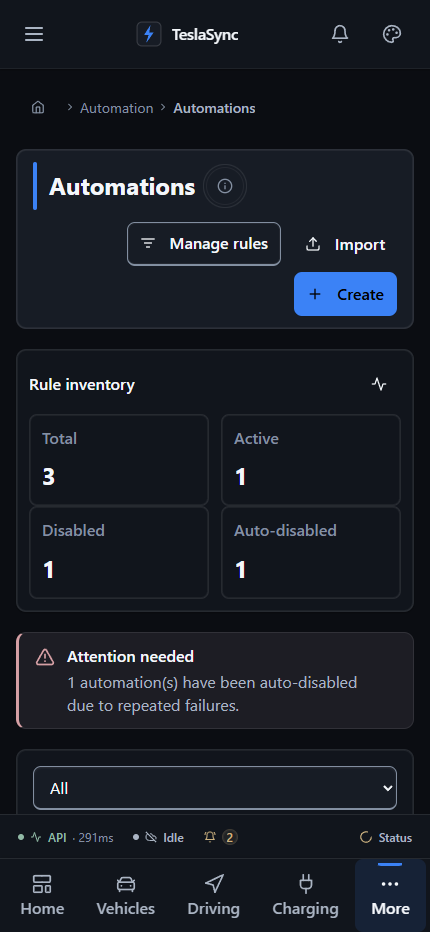 TeslaSync
Automation Automations
Automations
Manage rules Import
Create
Rule inventory
Total Active
3 1
Disabled Auto-disabled
1 1
Attention needed
1 automation(s) have been auto-disabled
due to repeated failures.
All
API · 291ms Idle 2 Status
Home Vehicles Driving Charging More